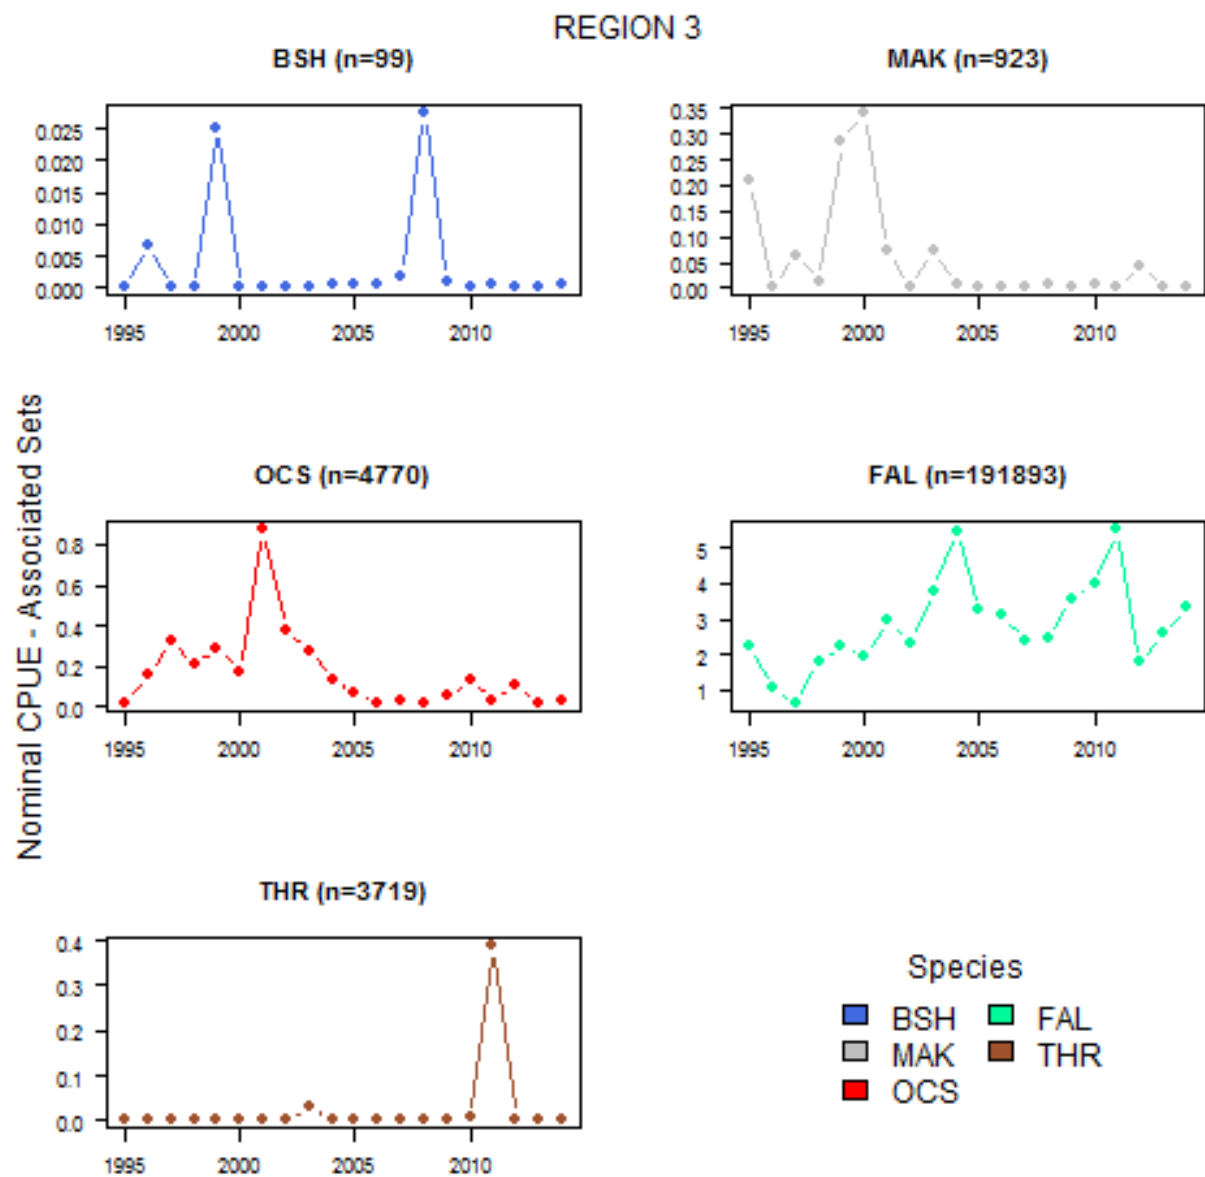 REGION 3
BSH (n=99)
0.025
0.020
0.015
0.010
0.005
0.000
1995 2000 2005 2010
MAK (n=923)
0.35
0.30
0.25
0.20
0.15
0.10
0.05
0.00
1995 2000 2005 2010
Nominal CPUE - Associated Sets
OCS (n=4770)
0.8
0.6
0.4
0.2
0.0
1995 2000 2005 2010
FAL (n=191893)
5
4
3
2
1
1995 2000 2005 2010
THR (n=3719)
0.4
0.3
0.2
0.1
0.0
1995 2000 2005 2010
Species
BSH FAL
MAK THR
OCS